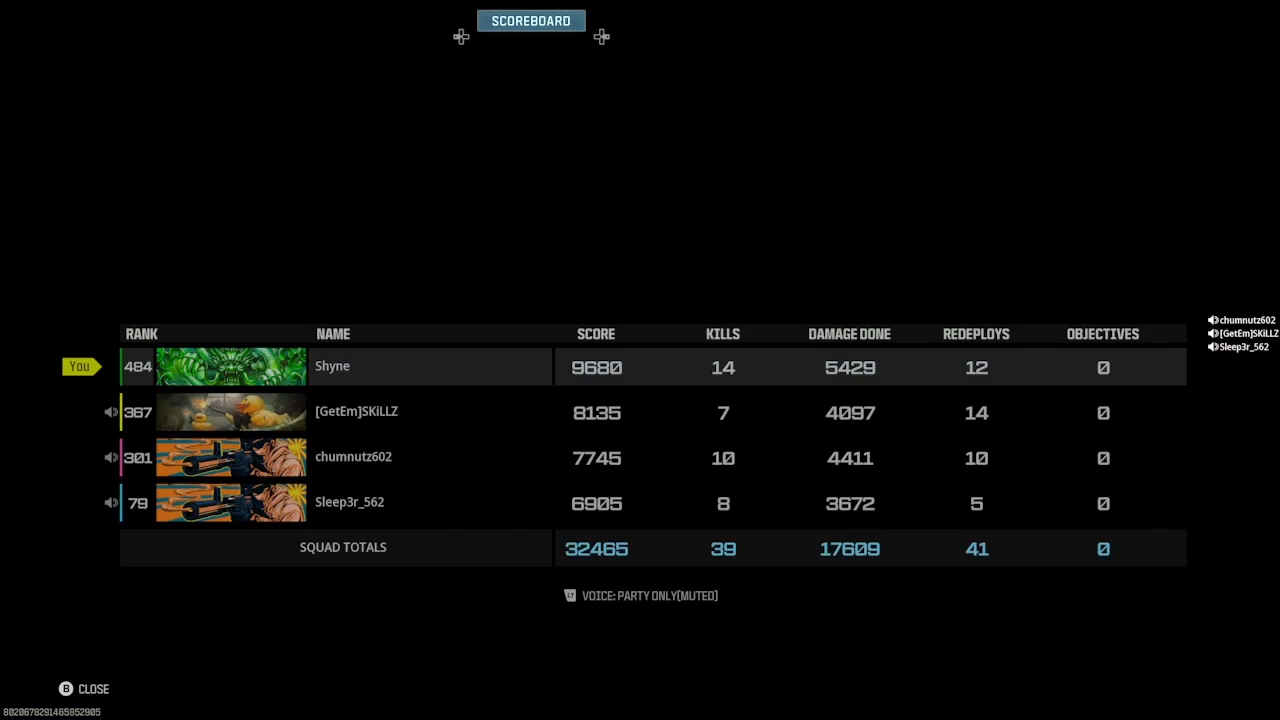 SCOREBOARD
RANK NAME SCORE KILLS DAMAGE DONE REDEPLOYS OBJECTIVES
You 484 Shyne 9680 14 5429 12 0
367 [GetEm]SKiLLZ 8135 7 4097 14 0
301 chumnutz602 7745 10 4411 10 0
79 Sleep3r_562 6905 8 3672 5 0
SQUAD TOTALS 32465 39 17609 41 0
chumnutz602
[GetEm]SKiLLZ
Sleep3r_562
LT VOICE: PARTY ONLY(MUTED)
B CLOSE
8020678291465852905